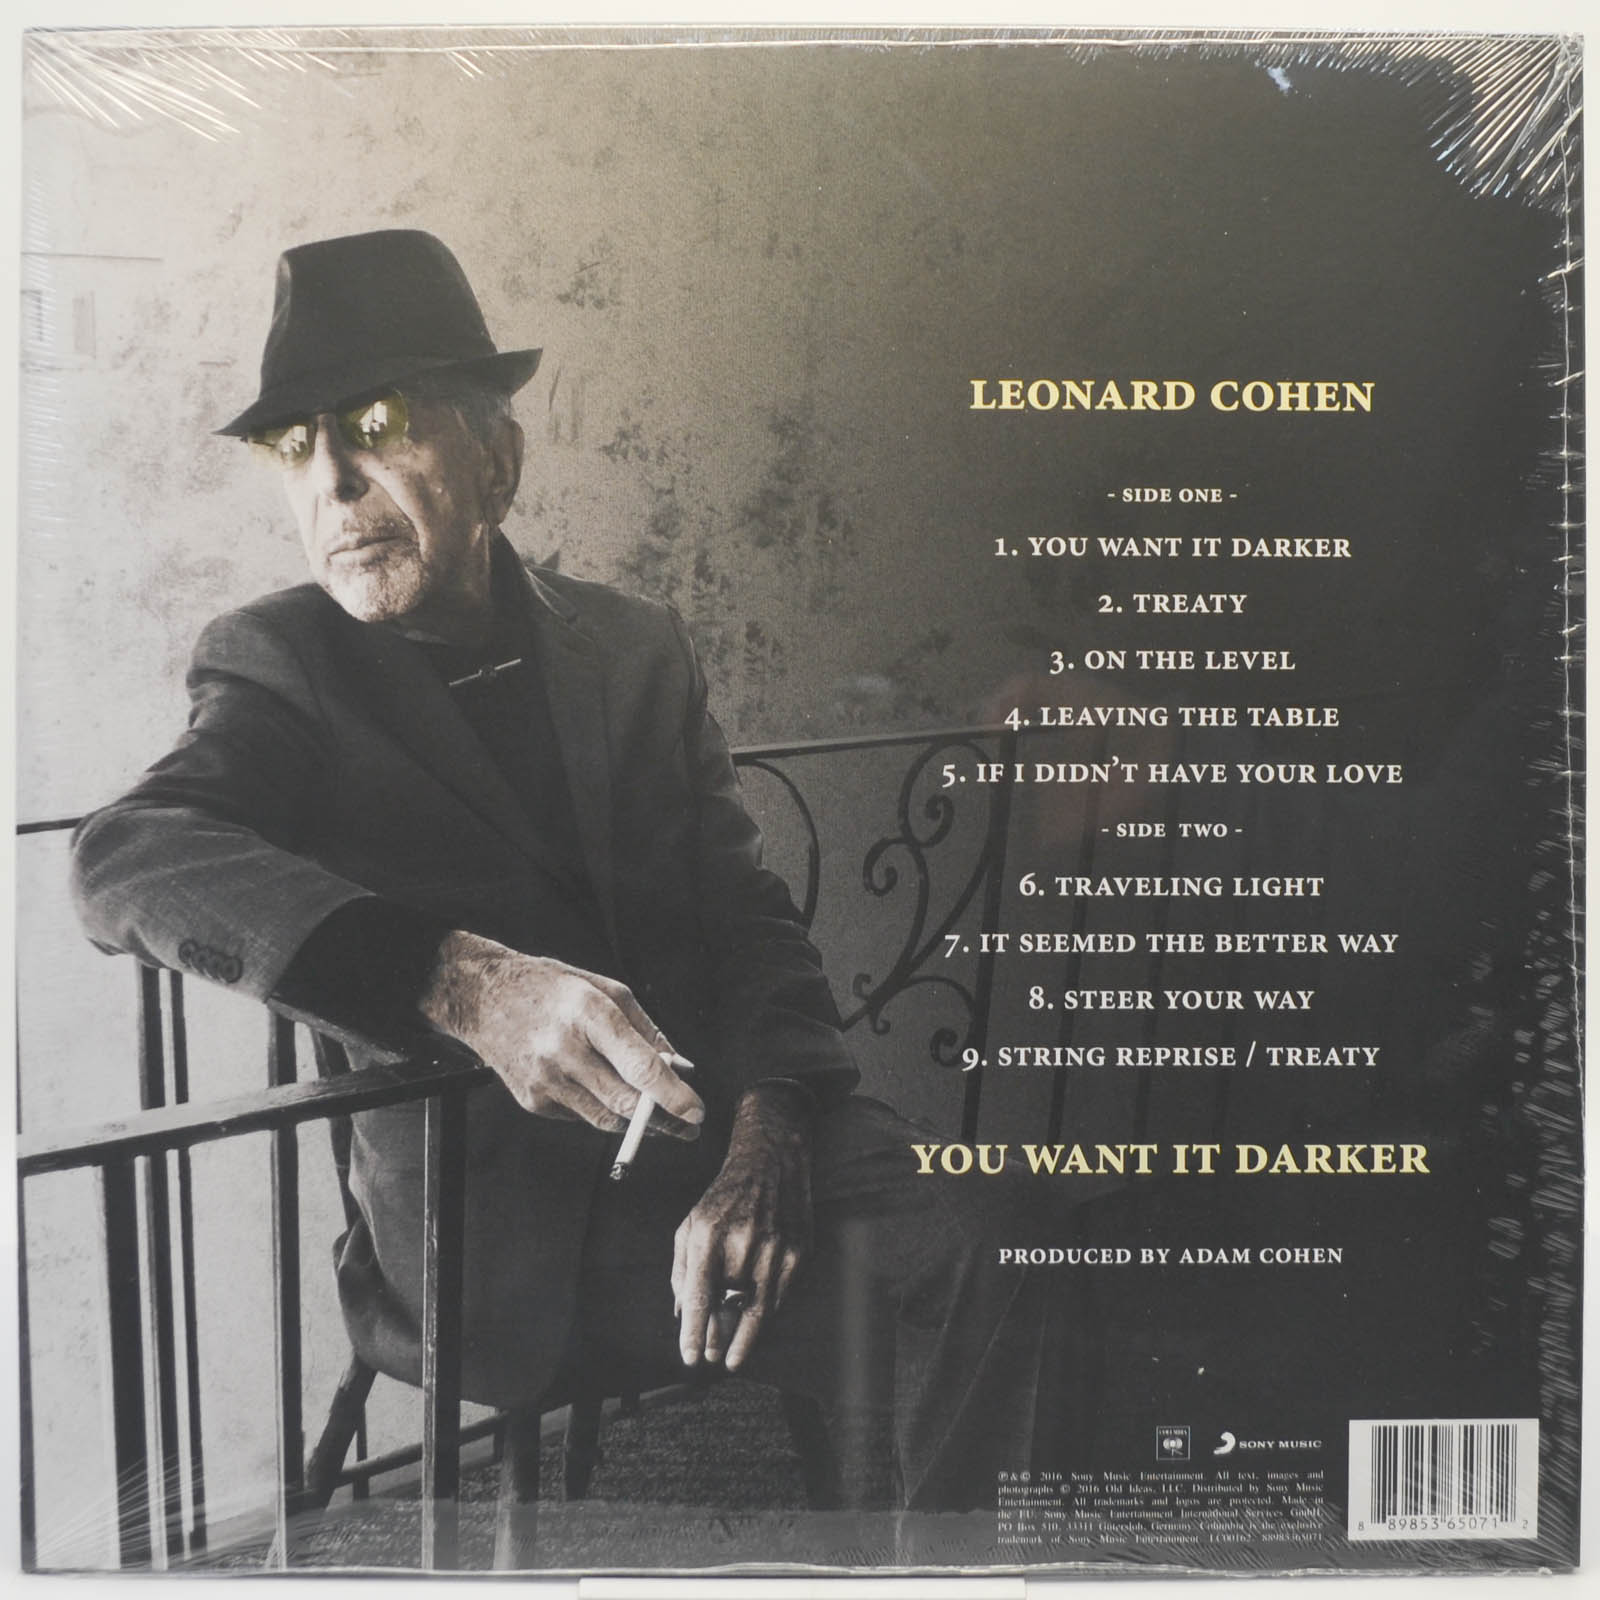 LEONARD COHEN
- SIDE ONE -
1. YOU WANT IT DARKER
2. TREATY
3. ON THE LEVEL
4. LEAVING THE TABLE
5. IF I DIDN'T HAVE YOUR LOVE
- SIDE TWO -
6. TRAVELING LIGHT
7. IT SEEMED THE BETTER WAY
8. STEER YOUR WAY
9. STRING REPRISE / TREATY
YOU WANT IT DARKER
PRODUCED BY ADAM COHEN
COLUMBIA
SONY MUSIC
℗ & © 2016 Sony Music Entertainment. All text, images and
photographs © 2016 Old Ideas, LLC. Distributed by Sony Music
Entertainment. All trademarks and logos are protected. Made in
the EU. Sony Music Entertainment International Services GmbH,
PO Box 510, 33311 Gütersloh, Germany. Columbia is the exclusive
trademark of Sony Music Entertainment. LC00162. 88985365071
8 89853 65071 2